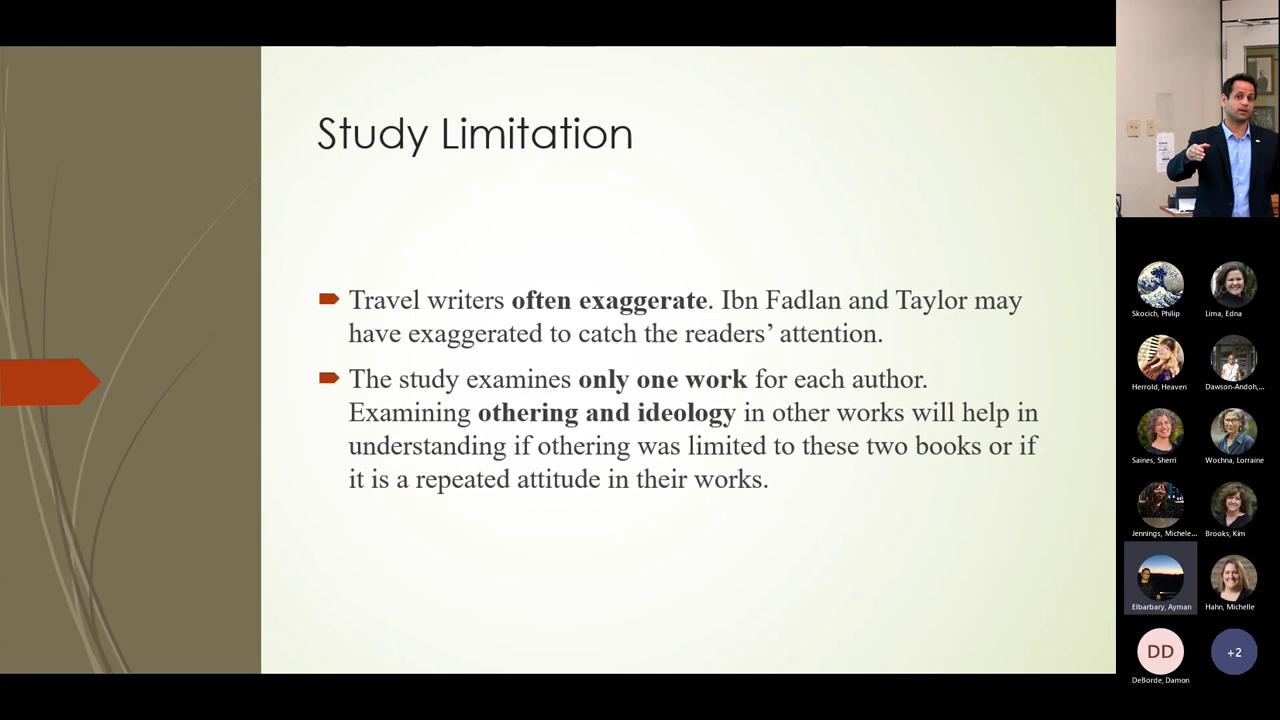 Study Limitation
Travel writers often exaggerate. Ibn Fadlan and Taylor may
have exaggerated to catch the readers’ attention.
The study examines only one work for each author.
Examining othering and ideology in other works will help in
understanding if othering was limited to these two books or if
it is a repeated attitude in their works.
Skocich, Philip
Lima, Edna
Herrold, Heaven
Dawson-Andoh,...
Saines, Sherri
Wochna, Lorraine
Jennings, Michele...
Brooks, Kim
Elbarbary, Ayman
Hahn, Michelle
DD
+2
DeBorde, Damon